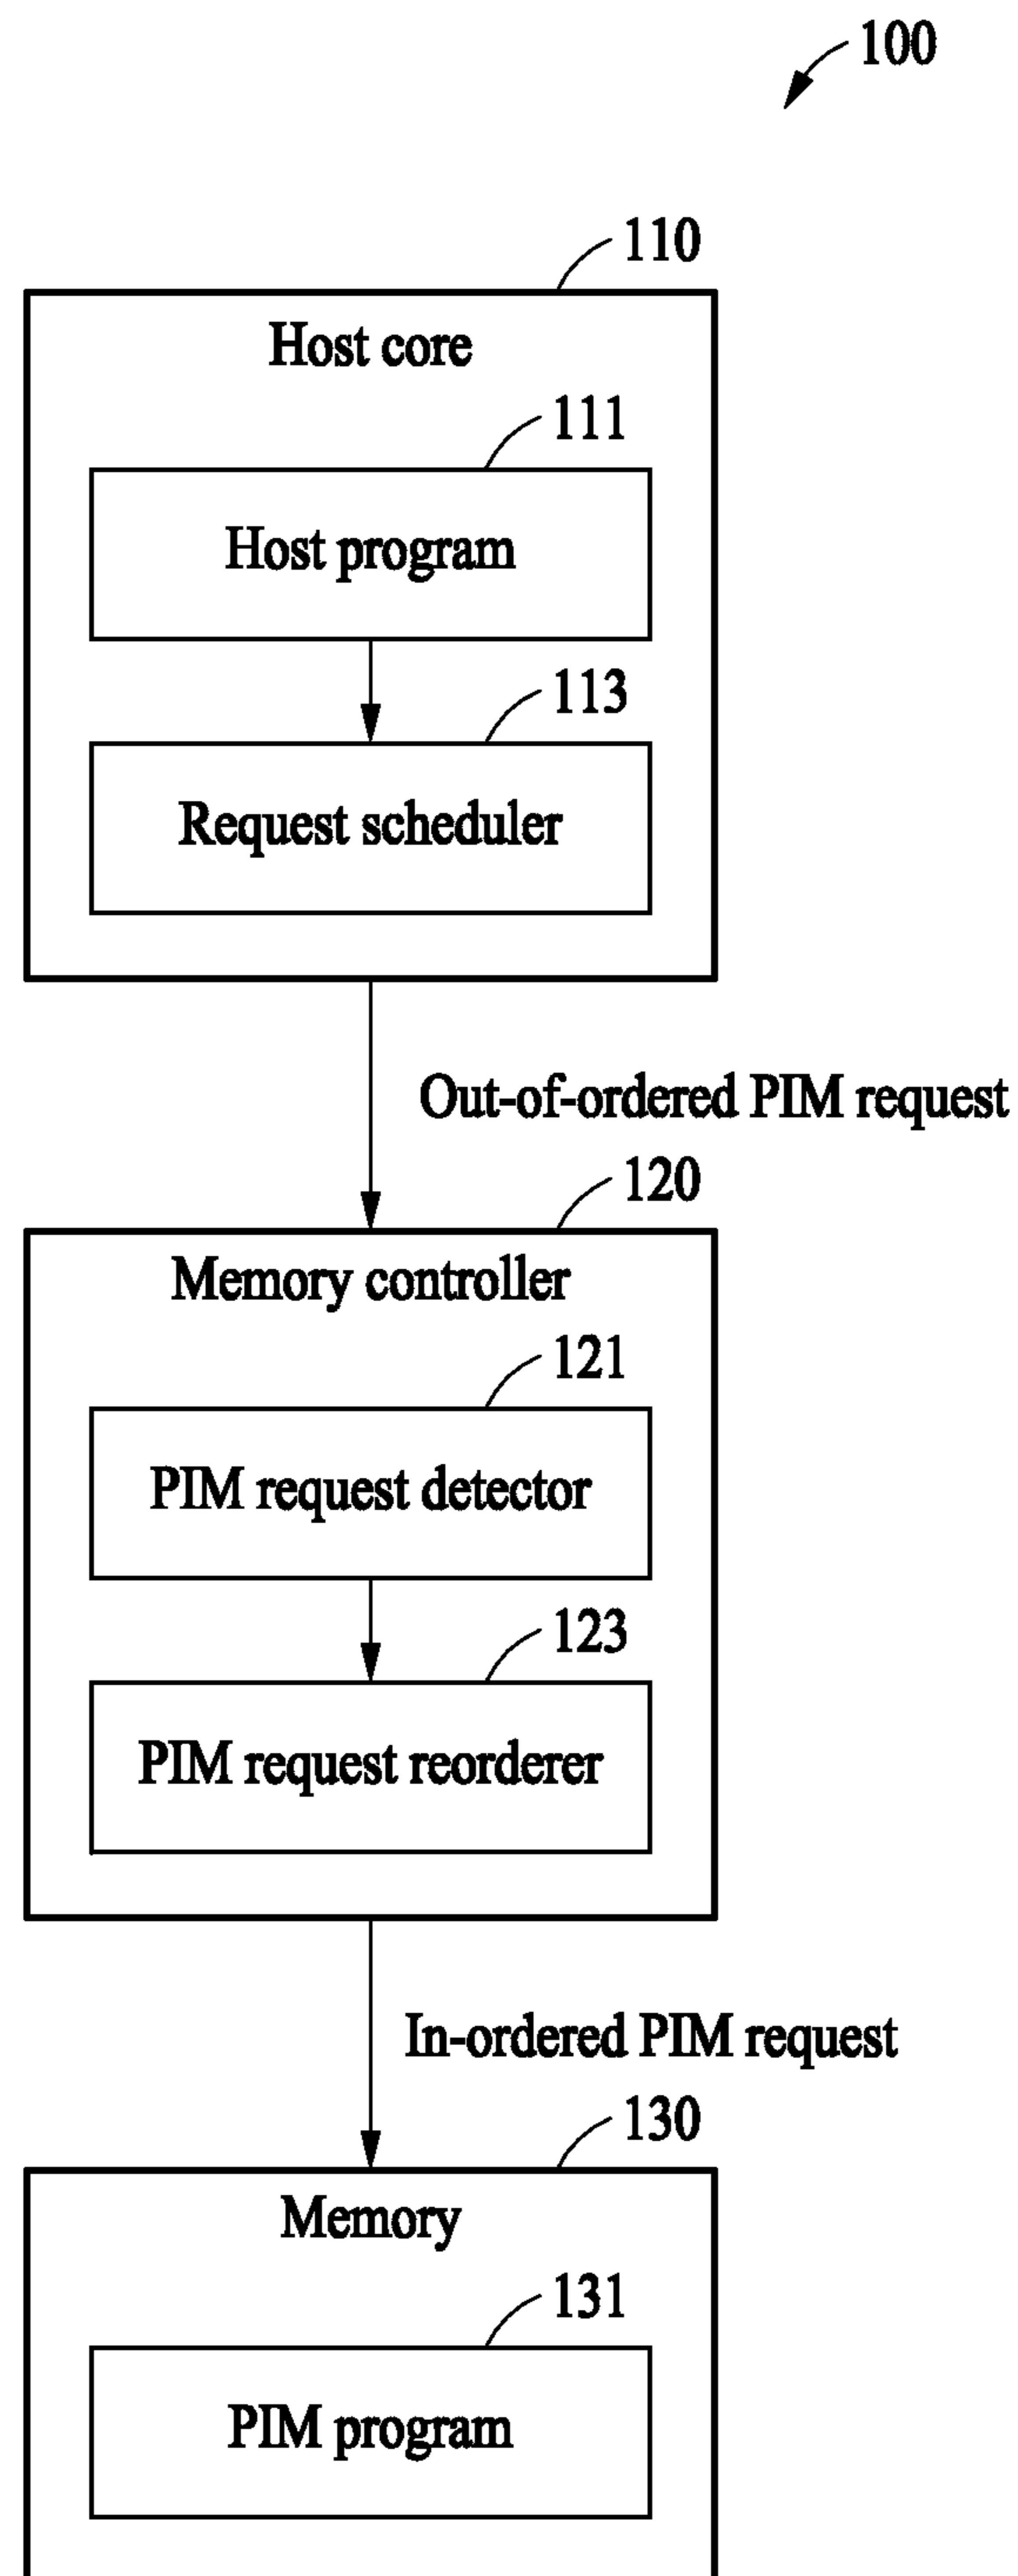 100
110
Host core
111
Host program
113
Request scheduler
Out-of-ordered PIM request
120
Memory controller
121
PIM request detector
123
PIM request reorderer
In-ordered PIM request
130
Memory
131
PIM program